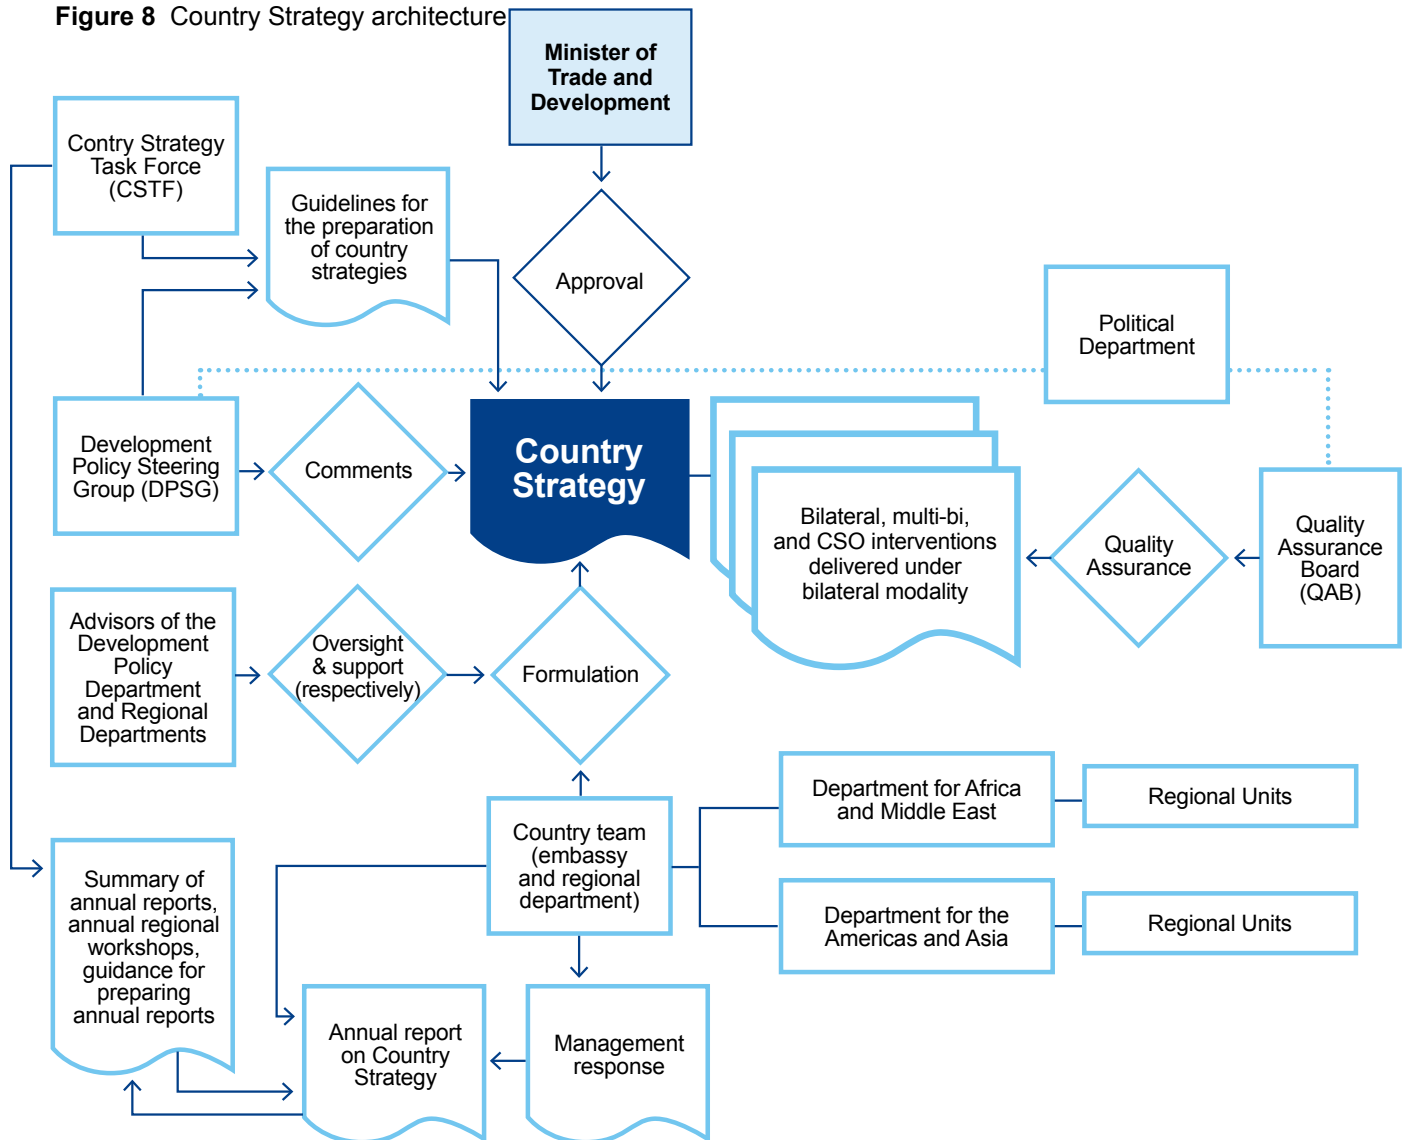 Figure 8 Country Strategy architecture
Minister of
Trade and
Development
Contry Strategy
Task Force
(CSTF)
Guidelines for
the preparation
of country
strategies
Approval
Political
Department
Development
Policy Steering
Group (DPSG)
Comments
Country
Strategy
Bilateral, multi-bi,
and CSO interventions
delivered under
bilateral modality
Quality
Assurance
Quality
Assurance
Board
(QAB)
Advisors of the
Development
Policy
Department
and Regional
Departments
Oversight
& support
(respectively)
Formulation
Department for Africa
and Middle East
Regional Units
Country team
(embassy
and regional
department)
Department for the
Americas and Asia
Regional Units
Summary of
annual reports,
annual regional
workshops,
guidance for
preparing
annual reports
Annual report
on Country
Strategy
Management
response